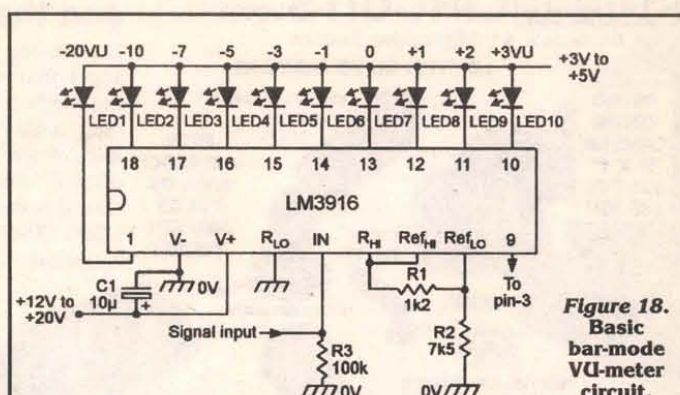 -20VU -10 -7 -5 -3 -1 0 +1 +2 +3VU
+3V to
+5V
LED1 LED2 LED3 LED4 LED5 LED6 LED7 LED8 LED9 LED10
18 17 16 15 14 13 12 11 10
LM3916
1 V- V+ RLO IN RHI RefHI RefLO 9
C1
10µ
+
0V
+12V to
+20V
R1
1k2
To
pin-3
Signal input
R2
7k5
R3
100k
0V
0V
Figure 18.
Basic
bar-mode
VU-meter
circuit.